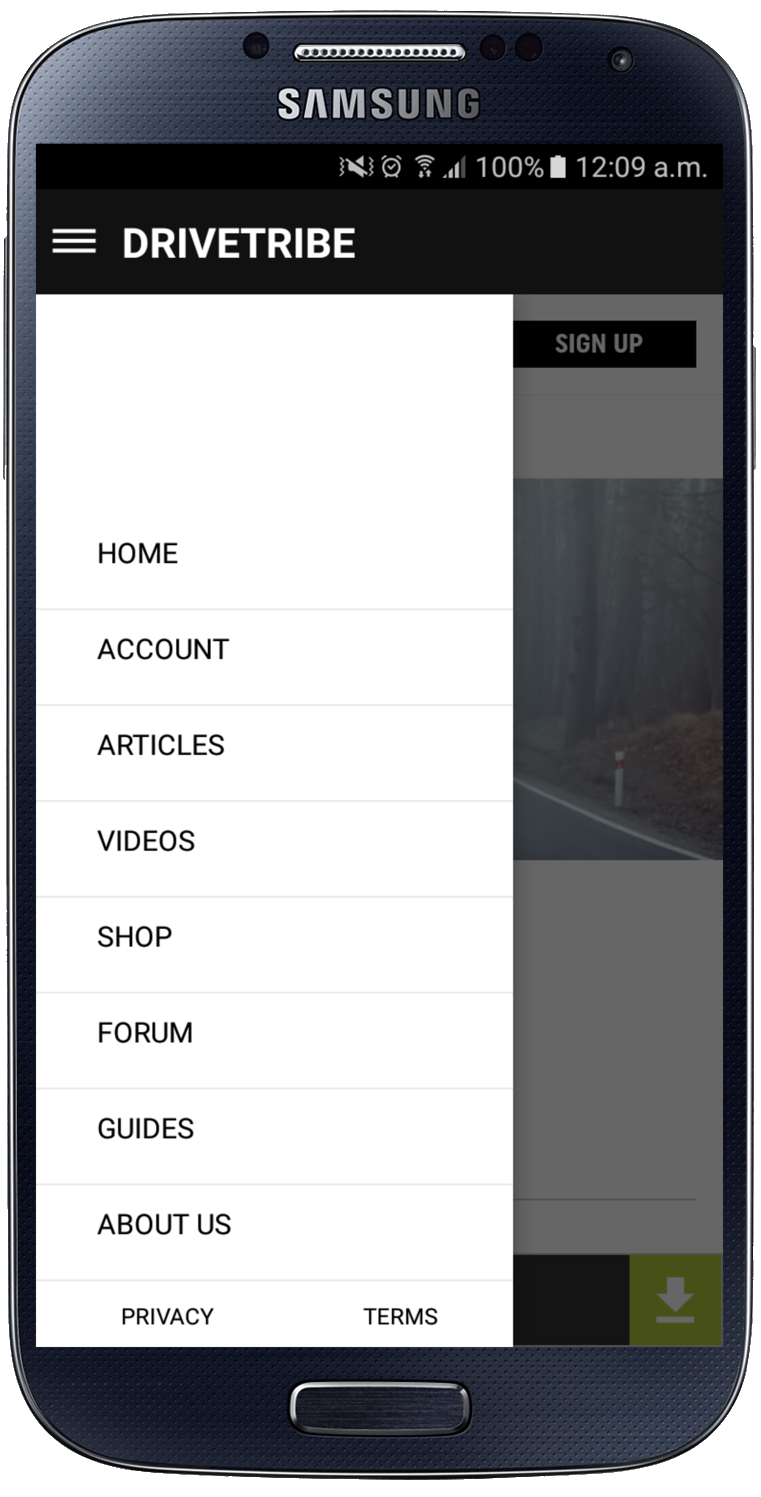 SAMSUNG
100% 12:09 a.m.
DRIVETRIBE
SIGN UP
HOME
ACCOUNT
ARTICLES
VIDEOS
SHOP
FORUM
GUIDES
ABOUT US
PRIVACY TERMS